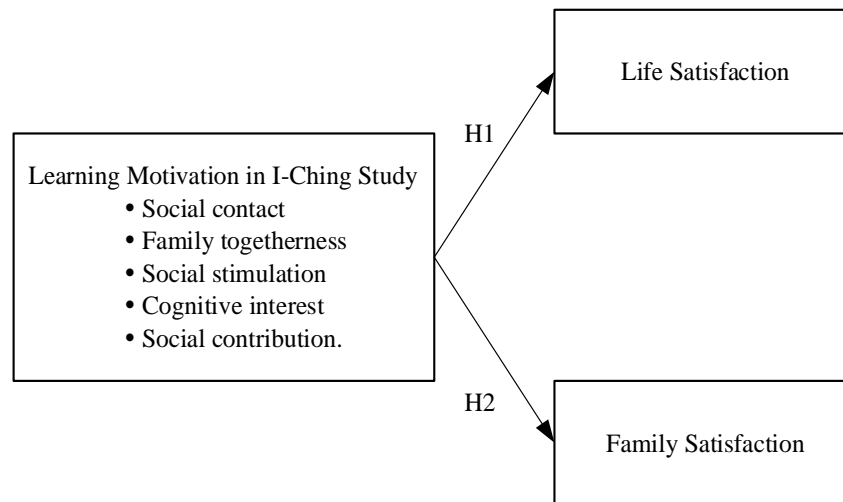 Life Satisfaction
H1
Learning Motivation in I-Ching Study
• Social contact
• Family togetherness
• Social stimulation
• Cognitive interest
• Social contribution.
H2
Family Satisfaction